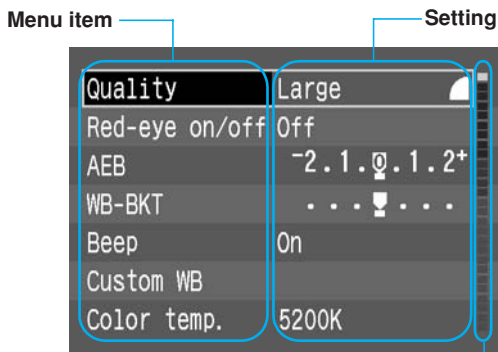 Menu item Setting
Quality Large
Red-eye on/off Off
AEB -2.1.0.1.2+
WB-BKT
Beep On
Custom WB
Color temp. 5200K